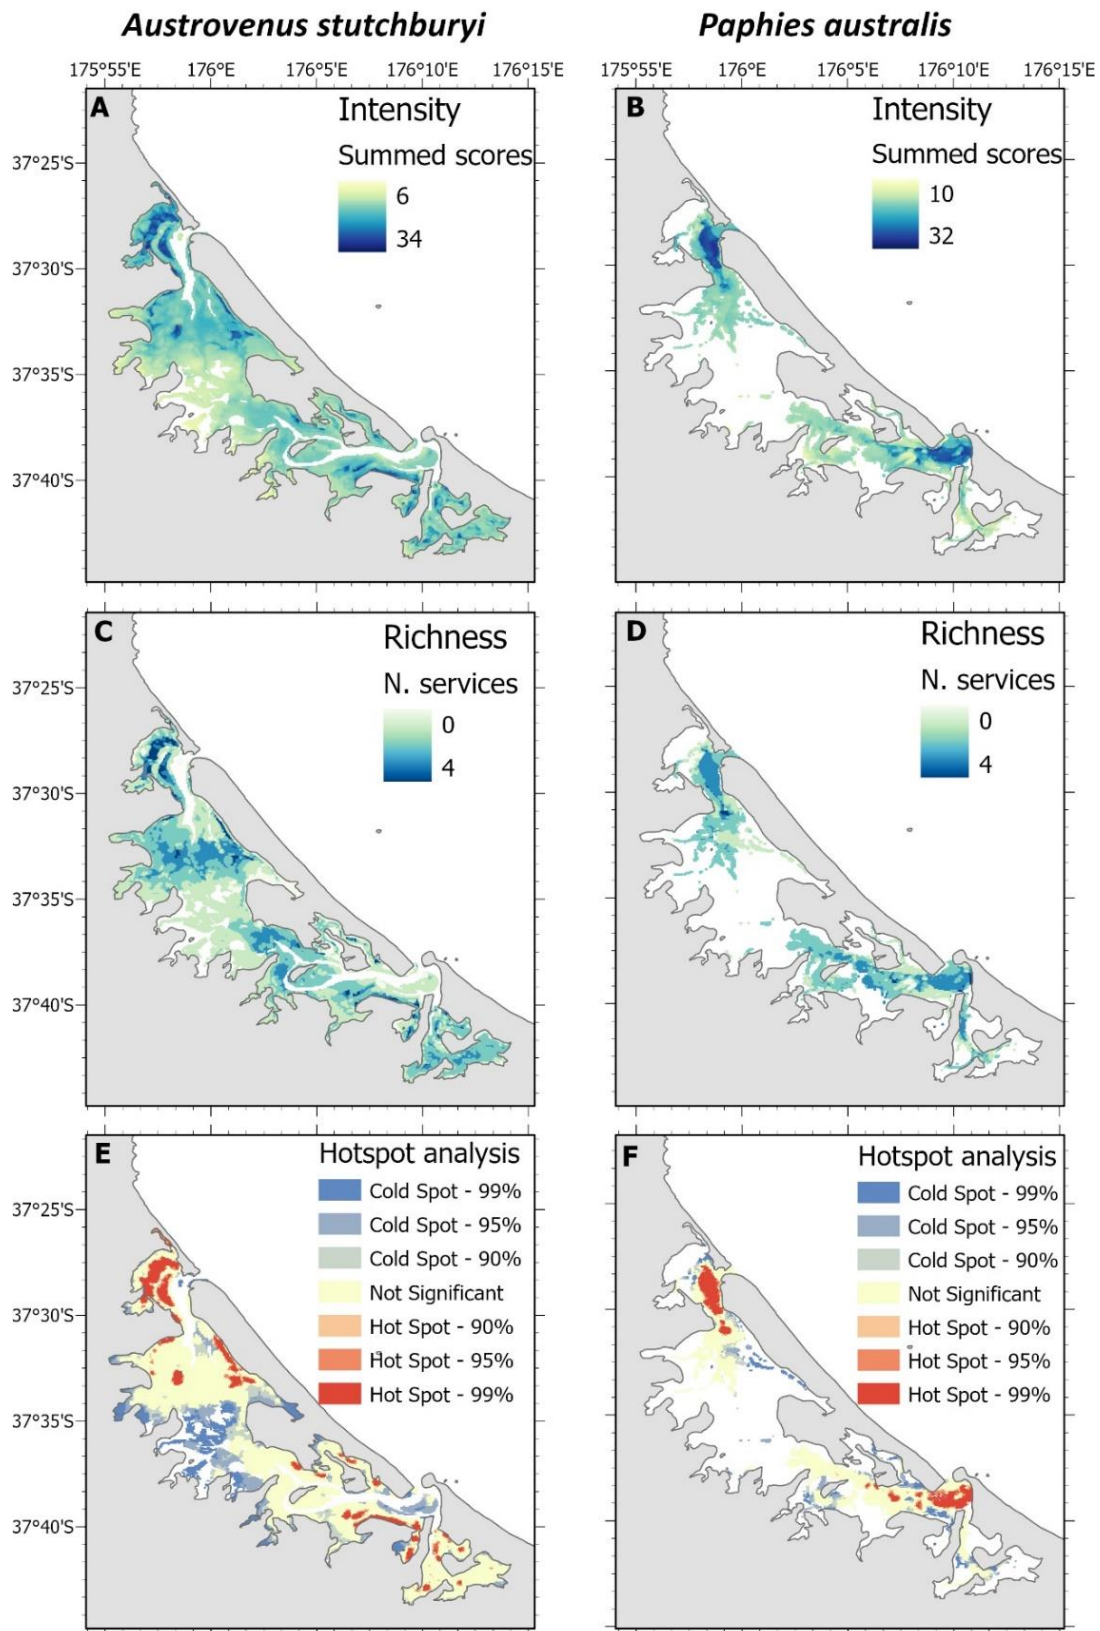 Austrovenus stutchburyi Paphies australis
175°55'E 176°E 176°5'E 176°10'E 176°15'E 175°55'E 176°E 176°5'E 176°10'E 176°15'E
A Intensity B Intensity
Summed scores Summed scores
6 10
34 32
37°25'S
37°30'S
37°35'S
37°40'S
C Richness D Richness
N. services N. services
0 0
4 4
37°25'S
37°30'S
37°35'S
37°40'S
E Hotspot analysis F Hotspot analysis
Cold Spot - 99% Cold Spot - 99%
Cold Spot - 95% Cold Spot - 95%
Cold Spot - 90% Cold Spot - 90%
Not Significant Not Significant
Hot Spot - 90% Hot Spot - 90%
Hot Spot - 95% Hot Spot - 95%
Hot Spot - 99% Hot Spot - 99%
37°25'S
37°30'S
37°35'S
37°40'S